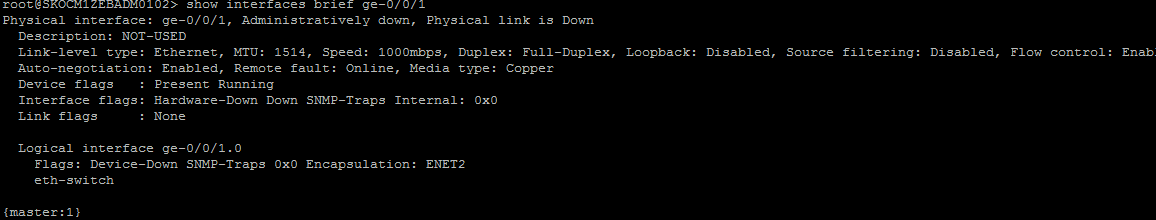 root@SKOCM1ZEBADM0102> show interfaces brief ge-0/0/1
Physical interface: ge-0/0/1, Administratively down, Physical link is Down
  Description: NOT-USED
  Link-level type: Ethernet, MTU: 1514, Speed: 1000mbps, Duplex: Full-Duplex, Loopback: Disabled, Source filtering: Disabled, Flow control: Enabl
  Auto-negotiation: Enabled, Remote fault: Online, Media type: Copper
  Device flags   : Present Running
  Interface flags: Hardware-Down Down SNMP-Traps Internal: 0x0
  Link flags     : None

  Logical interface ge-0/0/1.0
    Flags: Device-Down SNMP-Traps 0x0 Encapsulation: ENET2
    eth-switch

{master:1}